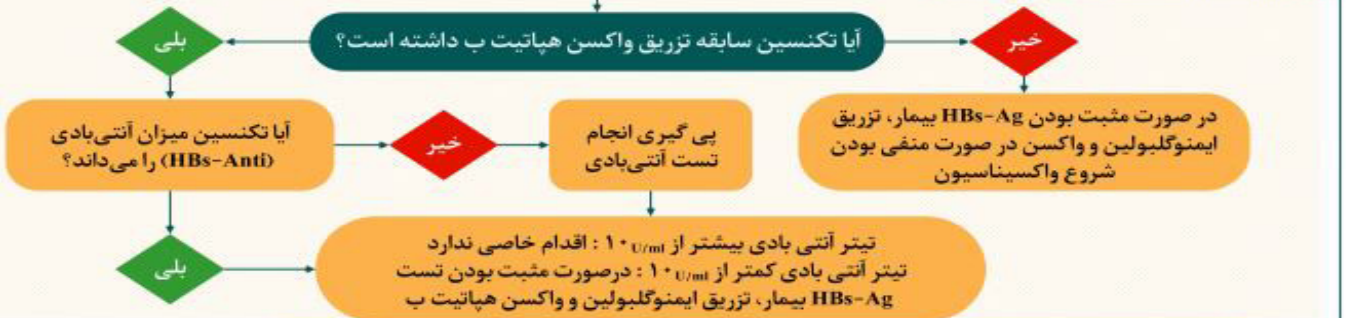 آیا تکنسین سابقه تزریق واکسن هپاتیت ب داشته است؟
خیر
بلی
در صورت مثبت بودن HBs-Ag بیمار، تزریق
ایمنوگلبولین و واکسن در صورت منفی بودن
شروع واکسیناسیون
آیا تکنسین میزان آنتی‌بادی
(HBs-Anti) را می‌داند؟
خیر
پی گیری انجام
تست آنتی‌بادی
بلی
تیتر آنتی بادی بیشتر از ۱۰ U/ml : اقدام خاصی ندارد
تیتر آنتی بادی کمتر از ۱۰ U/ml : درصورت مثبت بودن تست
HBs-Ag بیمار، تزریق ایمنوگلبولین و واکسن هپاتیت ب